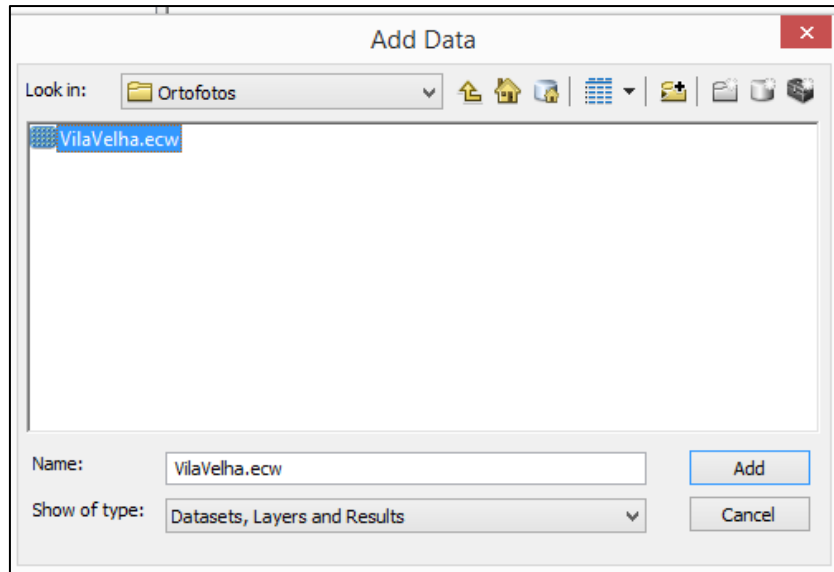 Add Data
Look in: Ortofotos
VilaVelha.ecw
Name: VilaVelha.ecw Add
Show of type: Datasets, Layers and Results Cancel